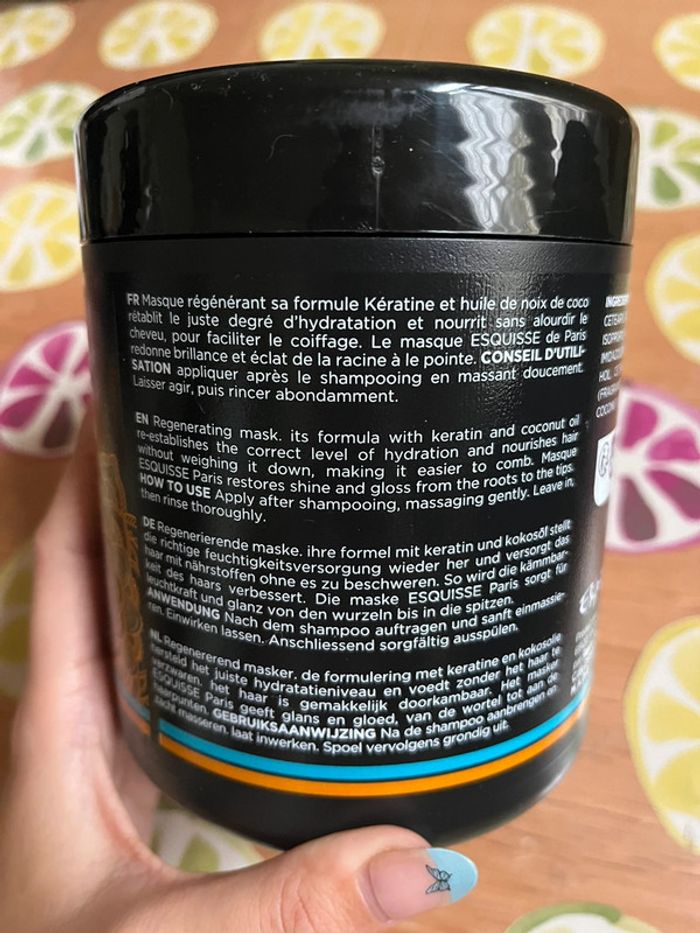 FR Masque régénérant sa formule Kératine et huile de noix de coco
rétablit le juste degré d'hydratation et nourrit sans alourdir le
cheveu, pour faciliter le coiffage. Le masque ESQUISSE de Paris
redonne brillance et éclat de la racine à la pointe. CONSEIL D'UTILI-
SATION appliquer après le shampooing en massant doucement.
Laisser agir, puis rincer abondamment.
EN Regenerating mask. its formula with keratin and coconut oil
re-establishes the correct level of hydration and nourishes hair
without weighing it down, making it easier to comb. Masque
ESQUISSE Paris restores shine and gloss from the roots to the tips.
HOW TO USE Apply after shampooing, massaging gently. Leave in,
then rinse thoroughly.
DE Regenerierende maske. ihre formel mit keratin und kokosöl stellt
die richtige feuchtigkeitsversorgung wieder her und versorgt das
haar mit nährstoffen ohne es zu beschweren. So wird die kämmbar-
keit des haars verbessert. Die maske ESQUISSE Paris sorgt für
leuchtkraft und glanz von den wurzeln bis in die spitzen.
ANWENDUNG Nach dem shampoo auftragen und sanft einmassie-
ren. Einwirken lassen. Anschliessend sorgfältig ausspülen.
NL Regenererend masker. de formulering met keratine en kokosolie
hersteld het juiste hydratatieniveau en voedt zonder het haar te
verzwaren. het haar is gemakkelijk doorkambaar. Het masker
ESQUISSE Paris geeft glans en gloed, van de wortel tot aan de
haarpunten. GEBRUIKSAANWIJZING Na de shampoo aanbrengen en
zacht masseren. laat inwerken. Spoel vervolgens grondig uit.